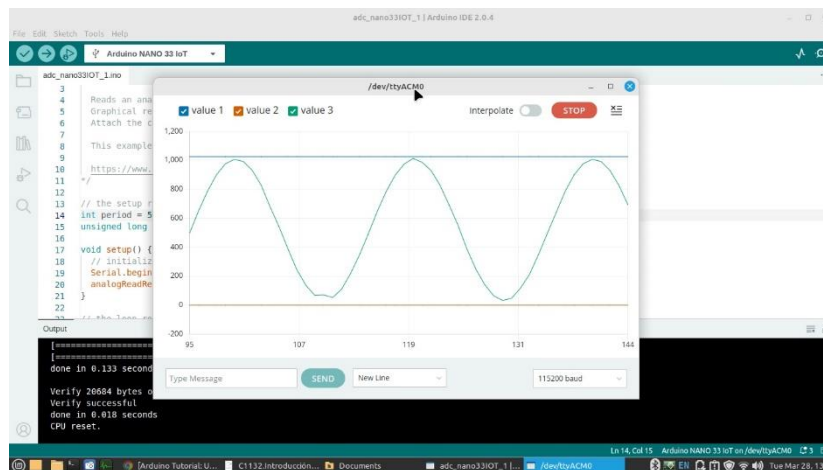 adc_nano33IOT_1 | Arduino IDE 2.0.4
File Edit Sketch Tools Help
Arduino NANO 33 IoT
adc_nano33IOT_1.ino
/dev/ttyACM0
value 1 value 2 value 3
Interpolate STOP
1,200
1,000
800
600
400
200
0
-200
95 107 119 131 144
3
4 Reads an ana
5 Graphical re
6 Attach the c
7
8 This example
9
10 https://www.
11 */
12
13 // the setup r
14 int period = 5
15 unsigned long
16
17 void setup() {
18 // initializ
19 Serial.begin
20 analogReadRe
21 }
22
Type Message SEND New Line 115200 baud
Output
done in 0.133 second
Verify 20684 bytes o
Verify successful
done in 0.018 seconds
CPU reset.
Ln 14, Col 15 Arduino NANO 33 IoT on /dev/ttyACM0 3
[Arduino Tutorial: U... C1132.Introducción... Documents adc_nano33IOT_1 |... /dev/ttyACM0 EN Tue Mar 28, 13